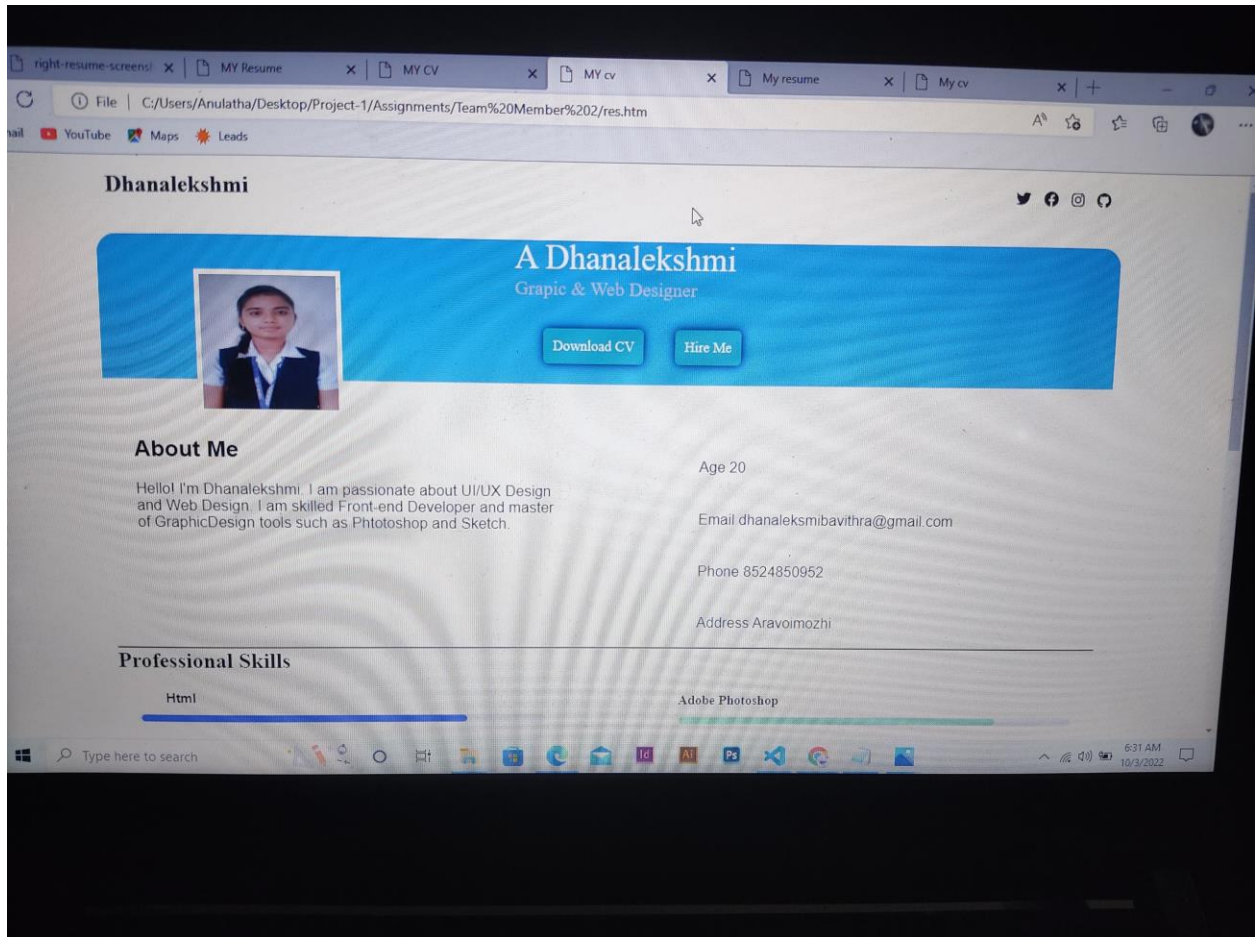 right-resume-screens
MY Resume
MY CV
MY cv
My resume
My cv
File
C:/Users/Anulatha/Desktop/Project-1/Assignments/Team%20Member%202/res.htm
YouTube
Maps
Leads
Dhanalekshmi
A Dhanalekshmi
Grapic & Web Designer
Download CV
Hire Me
About Me
Hello! I'm Dhanalekshmi. I am passionate about UI/UX Design
and Web Design. I am skilled Front-end Developer and master
of GraphicDesign tools such as Phtotoshop and Sketch.
Age 20
Email dhanaleksmibavithra@gmail.com
Phone 8524850952
Address Aravoimozhi
Professional Skills
Html
Adobe Photoshop
Type here to search
Id
Ai
Ps
6:31 AM
10/3/2022